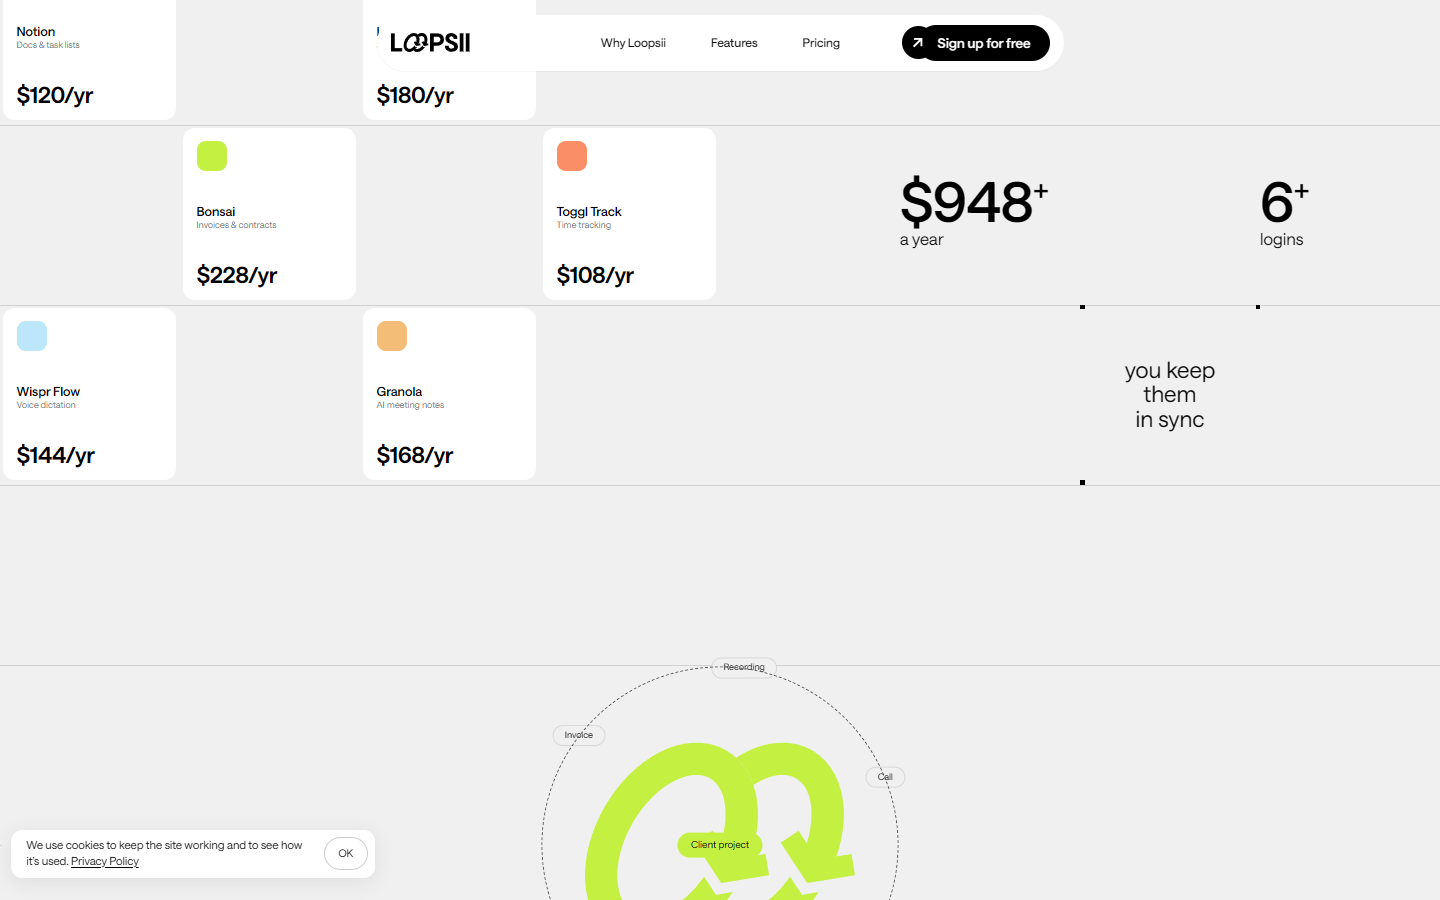 LOOPSII
Why Loopsii
Features
Pricing
Sign up for free
Notion
Docs & task lists
$120/yr
$180/yr
Bonsai
Invoices & contracts
$228/yr
Toggl Track
Time tracking
$108/yr
$948+
a year
6+
logins
Wispr Flow
Voice dictation
$144/yr
Granola
AI meeting notes
$168/yr
you keep
them
in sync
Recording
Invoice
Call
Client project
We use cookies to keep the site working and to see how
it's used. Privacy Policy
OK